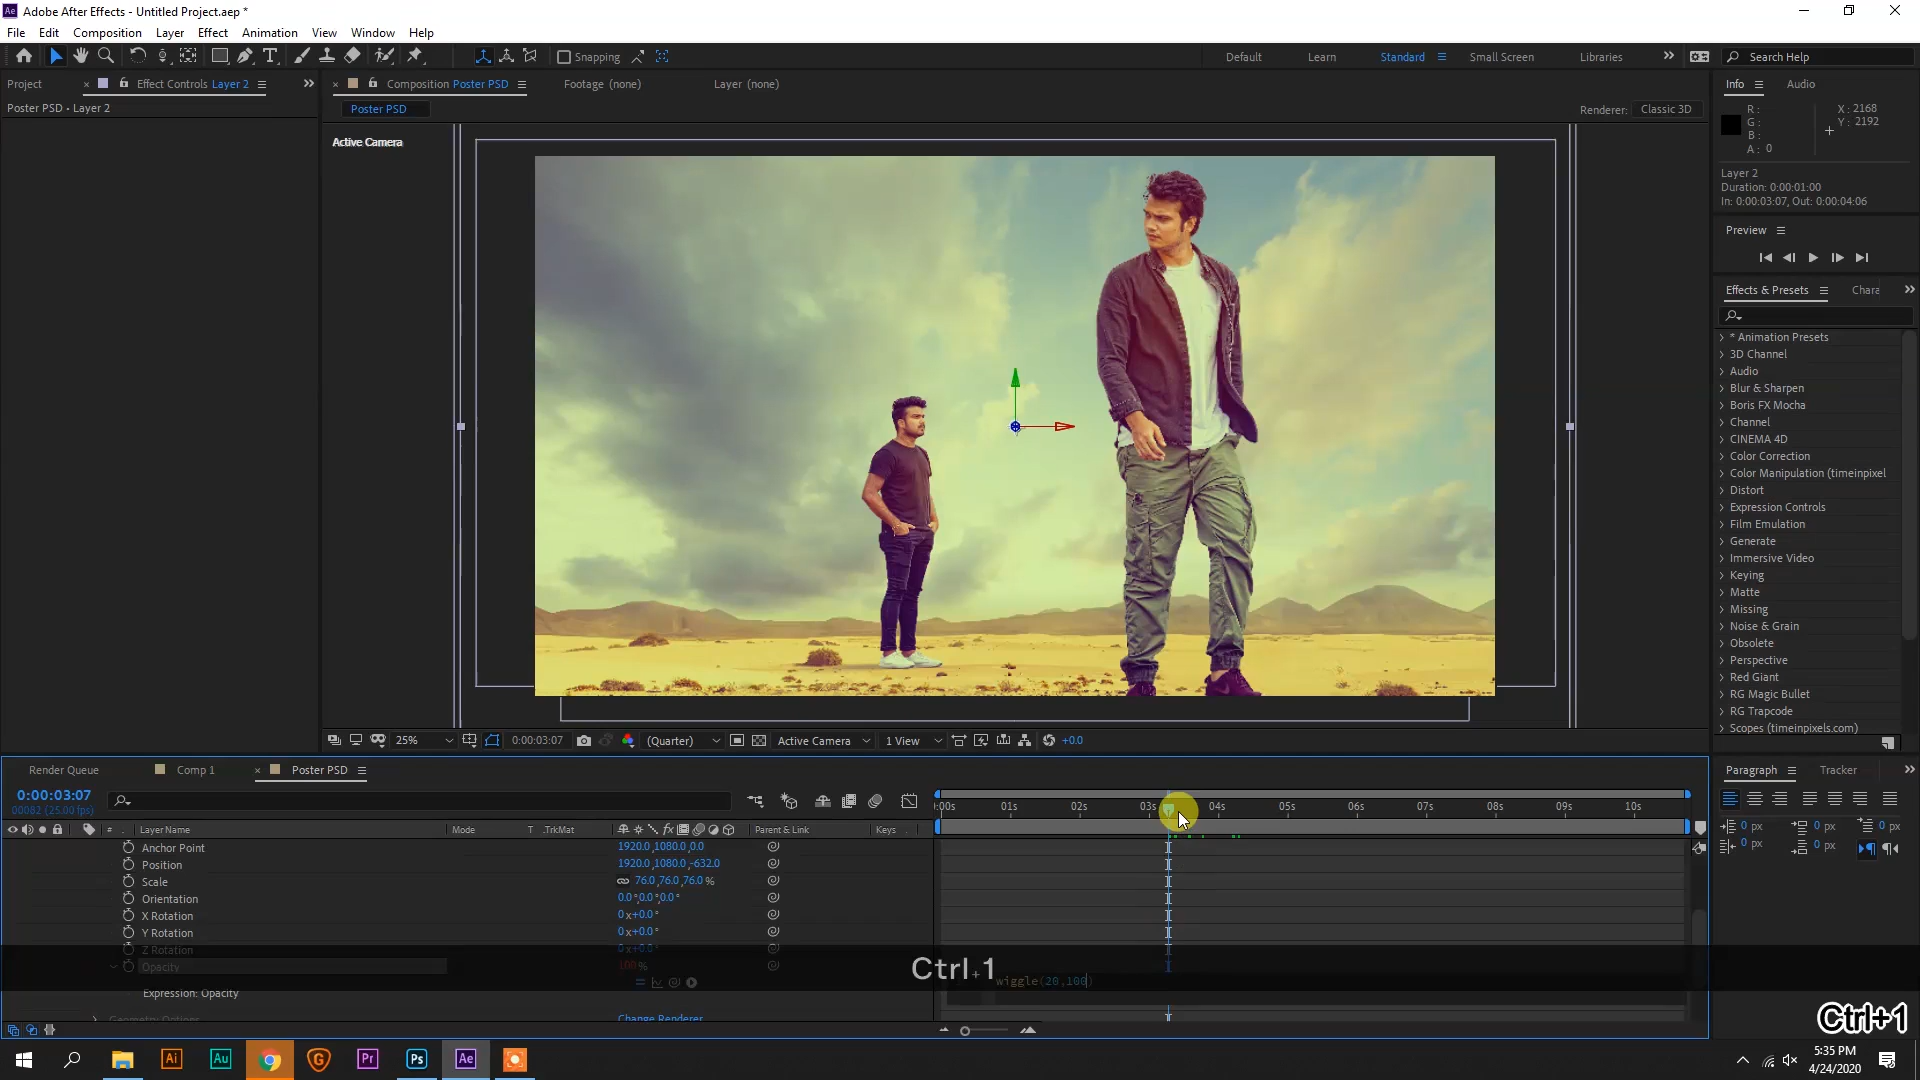 Adobe After Effects - Untitled Project.aep *
File Edit Composition Layer Effect Animation View Window Help
Snapping Default Learn Standard Small Screen Libraries Search Help
Project Effect Controls Layer 2
Poster PSD • Layer 2
Composition Poster PSD Footage (none) Layer (none)
Poster PSD
Renderer: Classic 3D
Active Camera
Info Audio
R : X : 2168
G : Y : 2192
B :
A : 0
Layer 2
Duration: 0:00:01:00
In: 0:00:03:07, Out: 0:00:04:06
Preview
Effects & Presets Chara
* Animation Presets
3D Channel
Audio
Blur & Sharpen
Boris FX Mocha
Channel
CINEMA 4D
Color Correction
Color Manipulation (timeinpixel
Distort
Expression Controls
Film Emulation
Generate
Immersive Video
Keying
Matte
Missing
Noise & Grain
Obsolete
Perspective
Red Giant
RG Magic Bullet
RG Trapcode
Scopes (timeinpixels.com)
25% 0:00:03:07 (Quarter) Active Camera 1 View +0.0
Render Queue Comp 1 Poster PSD
0:00:03:07
00082 (25.00 fps)
:00s 01s 02s 03s 04s 05s 06s 07s 08s 09s 10s
# Layer Name Mode T .TrkMat Parent & Link Keys
Anchor Point 1920.0,1080.0,0.0
Position 1920.0,1080.0,-632.0
Scale 76.0,76.0,76.0 %
Orientation 0.0°,0.0°,0.0°
X Rotation 0x+0.0°
Y Rotation 0x+0.0°
Z Rotation 0x+0.0°
Opacity 100 %
Expression: Opacity
wiggle(20,100)
Geometry Options Change Renderer...
Ctrl+1
Paragraph Tracker
0 px 0 px 0 px
0 px 0 px
Ctrl+1
Ai Au Pr Ps Ae
5:35 PM
4/24/2020